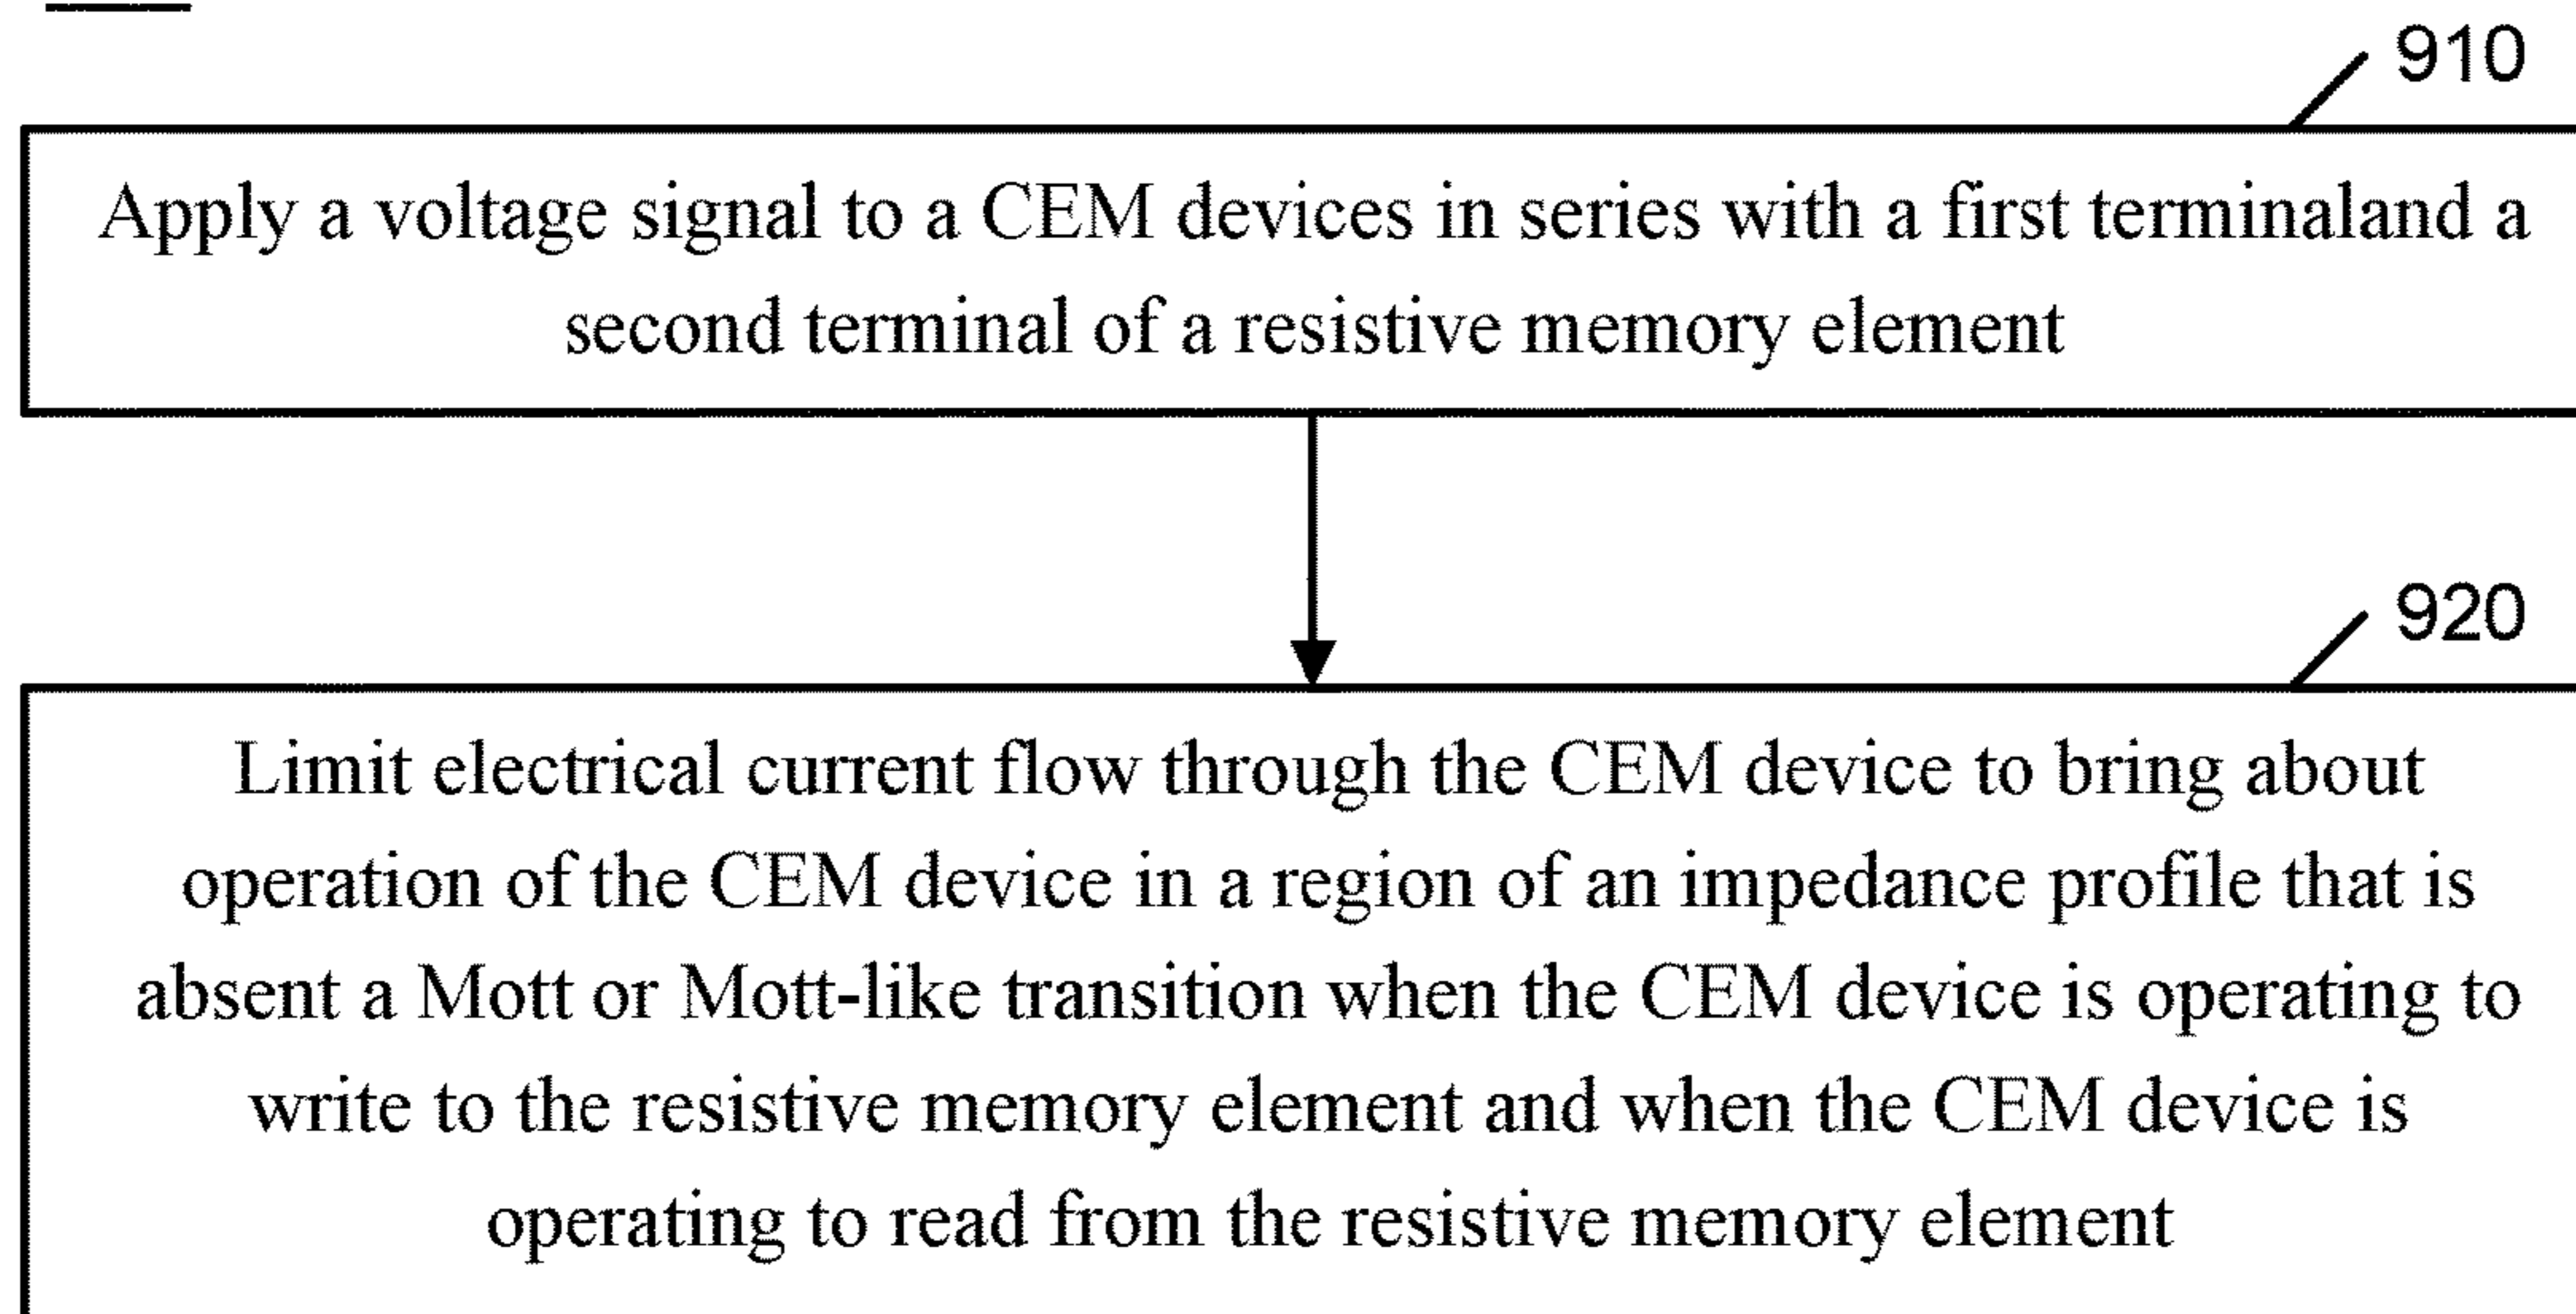 910
Apply a voltage signal to a CEM devices in series with a first terminaland a
second terminal of a resistive memory element
920
Limit electrical current flow through the CEM device to bring about
operation of the CEM device in a region of an impedance profile that is
absent a Mott or Mott-like transition when the CEM device is operating to
write to the resistive memory element and when the CEM device is
operating to read from the resistive memory element